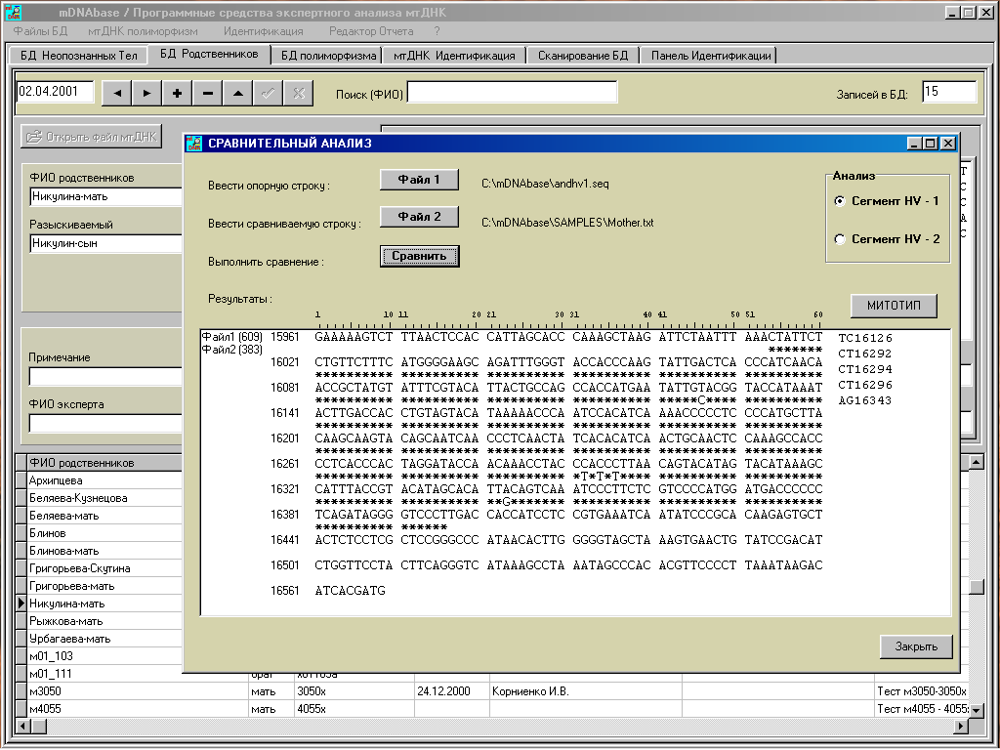 mDNAbase / Программные средства экспертного анализа мтДНК
Файлы БД мтДНК полиморфизм Идентификация Редактор Отчета ?
БД Неопознанных Тел БД Родственников БД полиморфизма мтДНК Идентификация Сканирование БД Панель Идентификации
02.04.2001 Поиск (ФИО) Записей в БД: 15
Открыть файл мтДНК
СРАВНИТЕЛЬНЫЙ АНАЛИЗ
ФИО родственников
Никулина-мать
Разыскиваемый
Никулин-сын
Примечание
ФИО эксперта
Ввести опорную строку : Файл 1 C:\mDNAbase\andhv1.seq
Ввести сравниваемую строку : Файл 2 C:\mDNAbase\SAMPLES\Mother.txt
Выполнить сравнение : Сравнить
Анализ
Сегмент HV - 1
Сегмент HV - 2
Результаты :
МИТОТИП
1 10 11 20 21 30 31 40 41 50 51 60
Файл1 (609) 15961 GAAAAAGTCT TTAACTCCAC CATTAGCACC CAAAGCTAAG ATTCTAATTT AAACTATTCT
Файл2 (383) *******
16021 CTGTTCTTTC ATGGGGAAGC AGATTTGGGT ACCACCCAAG TATTGACTCA CCCATCAACA
********** ********** ********** ********** ********** **********
16081 ACCGCTATGT ATTTCGTACA TTACTGCCAG CCACCATGAA TATTGTACGG TACCATAAAT
********** ********** ********** ********** *****C**** **********
16141 ACTTGACCAC CTGTAGTACA TAAAAACCCA ATCCACATCA AAACCCCCTC CCCATGCTTA
********** ********** ********** ********** ********** **********
16201 CAAGCAAGTA CAGCAATCAA CCCTCAACTA TCACACATCA ACTGCAACTC CAAAGCCACC
********** ********** ********** ********** ********** **********
16261 CCTCACCCAC TAGGATACCA ACAAACCTAC CCACCCTTAA CAGTACATAG TACATAAAGC
********** ********** ********** *T*T*T**** ********** **********
16321 CATTTACCGT ACATAGCACA TTACAGTCAA ATCCCTTCTC GTCCCCATGG ATGACCCCCC
********** ********** **G******* ********** ********** **********
16381 TCAGATAGGG GTCCCTTGAC CACCATCCTC CGTGAAATCA ATATCCCGCA CAAGAGTGCT
********** ******
16441 ACTCTCCTCG CTCCGGGCCC ATAACACTTG GGGGTAGCTA AAGTGAACTG TATCCGACAT
16501 CTGGTTCCTA CTTCAGGGTC ATAAAGCCTA AATAGCCCAC ACGTTCCCCT TAAATAAGAC
16561 ATCACGATG
TC16126
CT16292
CT16294
CT16296
AG16343
Закрыть
ФИО родственников
Архипцева
Беляева-Кузнецова
Беляева-мать
Блинов
Блинова-мать
Григорьева-Скутина
Григорьева-мать
Никулина-мать
Рыжкова-мать
Урбагаева-мать
м01_103
м01_111
м3050 мать 3050х 24.12.2000 Корниенко И.В. Тест м3050-3050х
м4055 мать 4055х Тест м4055 - 4055х